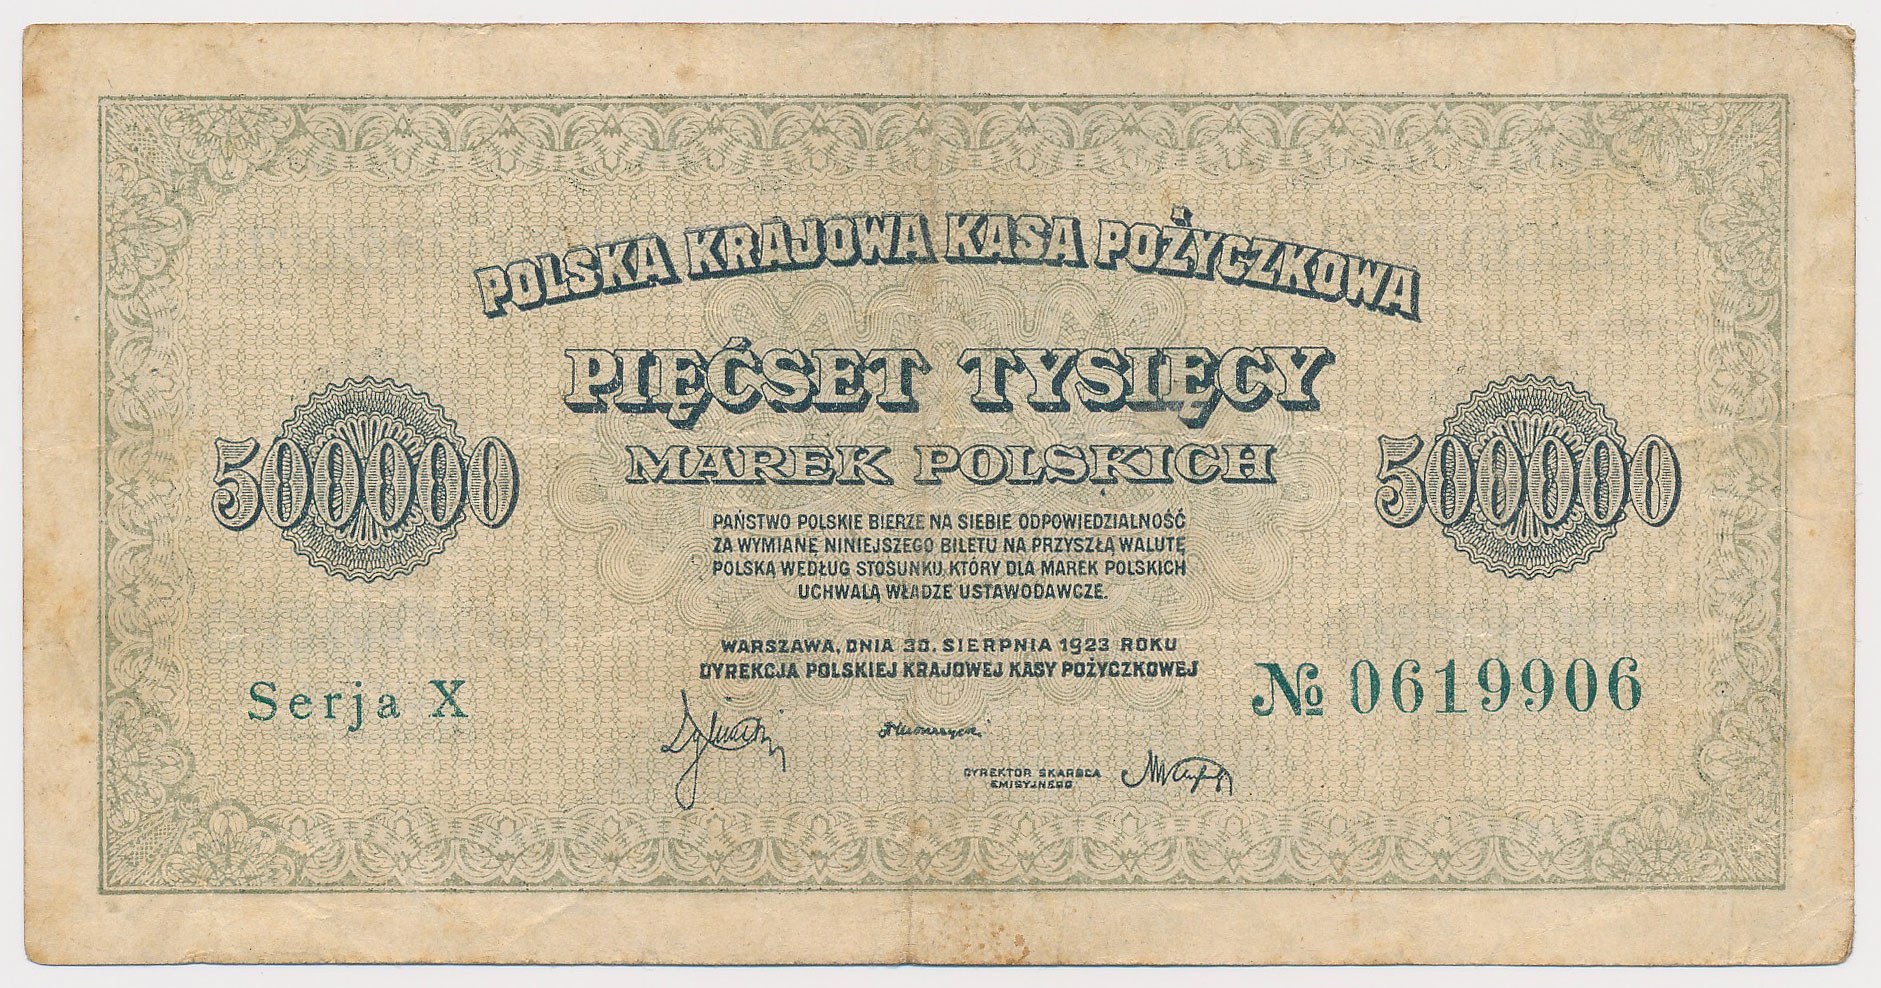 POLSKA KRAJOWA KASA POŻYCZKOWA
PIĘĆSET TYSIĘCY
MAREK POLSKICH
500000
500000
PAŃSTWO POLSKIE BIERZE NA SIEBIE ODPOWIEDZIALNOŚĆ
ZA WYMIANĘ NINIEJSZEGO BILETU NA PRZYSZŁĄ WALUTĘ
POLSKĄ WEDŁUG STOSUNKU, KTÓRY DLA MAREK POLSKICH
UCHWALĄ WŁADZE USTAWODAWCZE.
WARSZAWA, DNIA 30. SIERPNIA 1923 ROKU
DYREKCJA POLSKIEJ KRAJOWEJ KASY POŻYCZKOWEJ
Serja X
№ 0619906
DYREKTOR SKARBCA
EMISYJNEGO